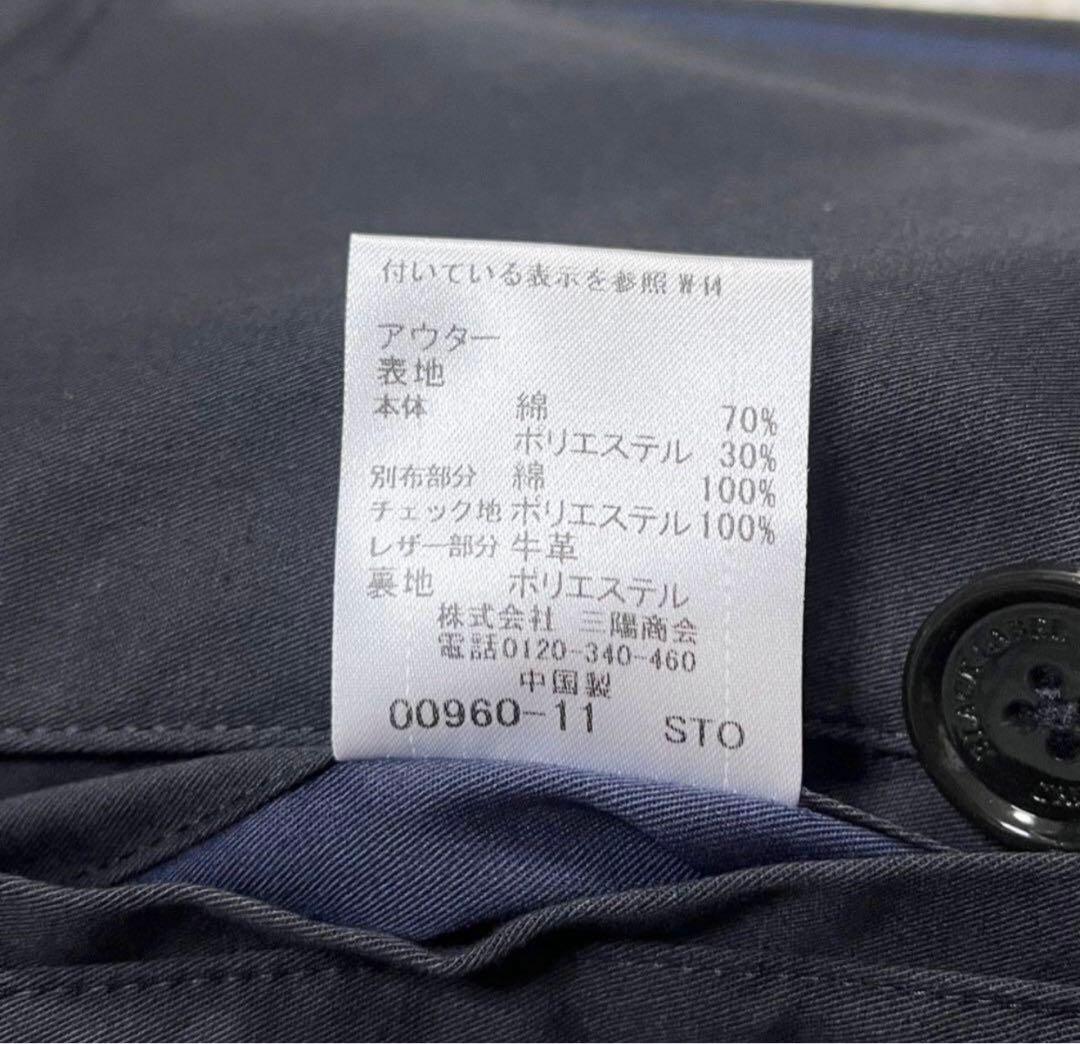 付いている表示を参照 W-14
アウター
表地
本体 綿 70%
ポリエステル 30%
別布部分 綿 100%
チェック地 ポリエステル 100%
レザー部分 牛革
裏地 ポリエステル
株式会社 三陽商会
電話0120-340-460
中国製
00960-11 STO
BLACK LABEL